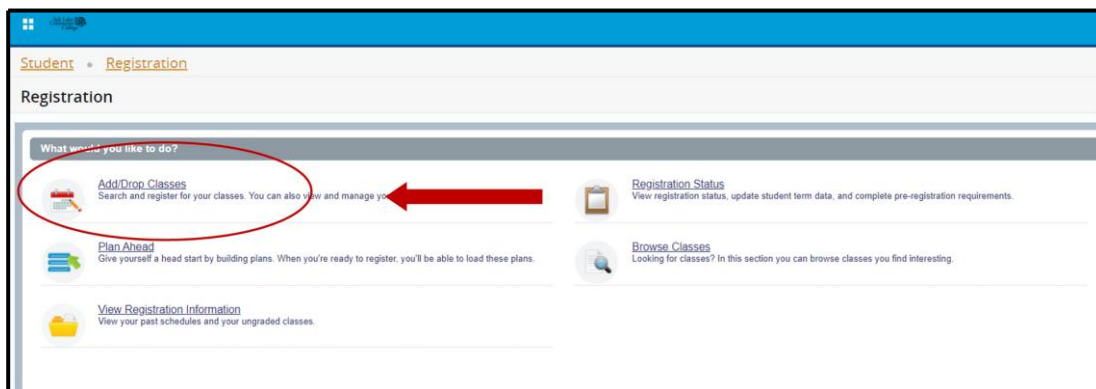 Student • Registration
Registration
What would you like to do?
Add/Drop Classes
Search and register for your classes. You can also view and manage
Registration Status
View registration status, update student term data, and complete pre-registration requirements.
Plan Ahead
Give yourself a head start by building plans. When you're ready to register, you'll be able to load these plans.
Browse Classes
Looking for classes? In this section you can browse classes you find interesting.
View Registration Information
View your past schedules and your ungraded classes.